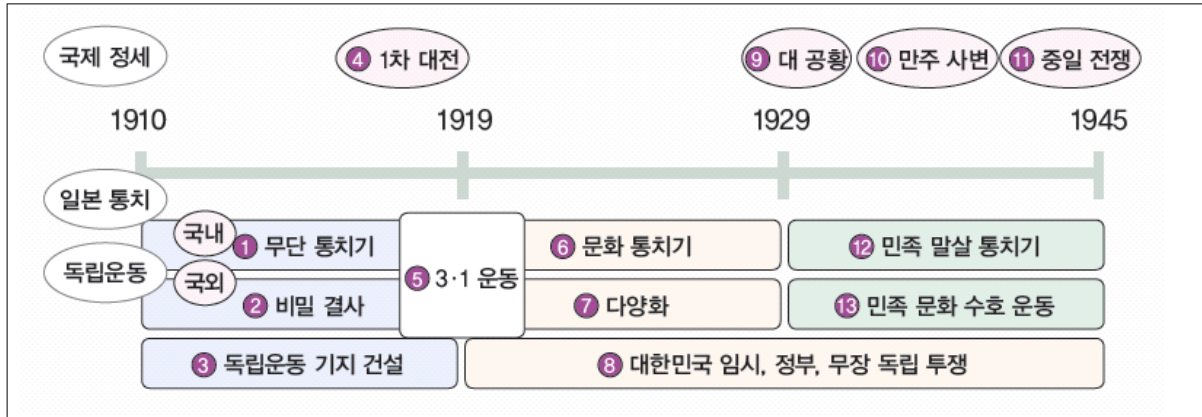 국제 정세
④ 1차 대전
⑨ 대 공황
⑩ 만주 사변
⑪ 중일 전쟁
1910
1919
1929
1945
일본 통치
독립운동
국내
국외
① 무단 통치기
② 비밀 결사
③ 독립운동 기지 건설
⑤ 3·1 운동
⑥ 문화 통치기
⑦ 다양화
⑧ 대한민국 임시, 정부, 무장 독립 투쟁
⑫ 민족 말살 통치기
⑬ 민족 문화 수호 운동